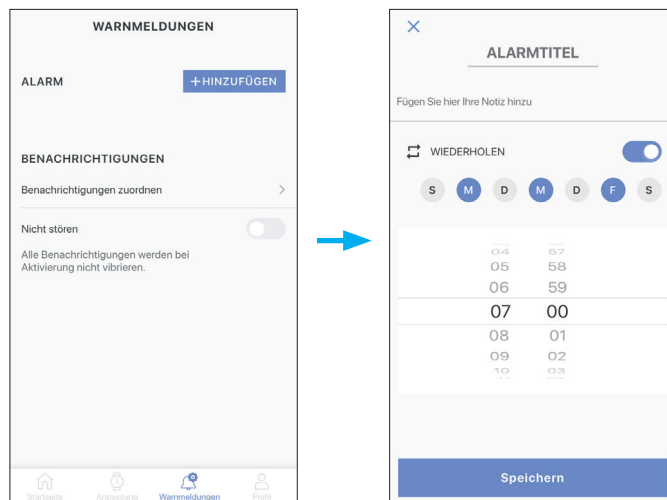 WARNMELDUNGEN
ALARM
+HINZUFÜGEN
BENACHRICHTIGUNGEN
Benachrichtigungen zuordnen
Nicht stören
Alle Benachrichtigungen werden bei
Aktivierung nicht vibrieren.
Startseite Anpassung Warnmeldungen Profil
ALARMTITEL
Fügen Sie hier Ihre Notiz hinzu
WIEDERHOLEN
S M D M D F S
04 57
05 58
06 59
07 00
08 01
09 02
10 03
Speichern